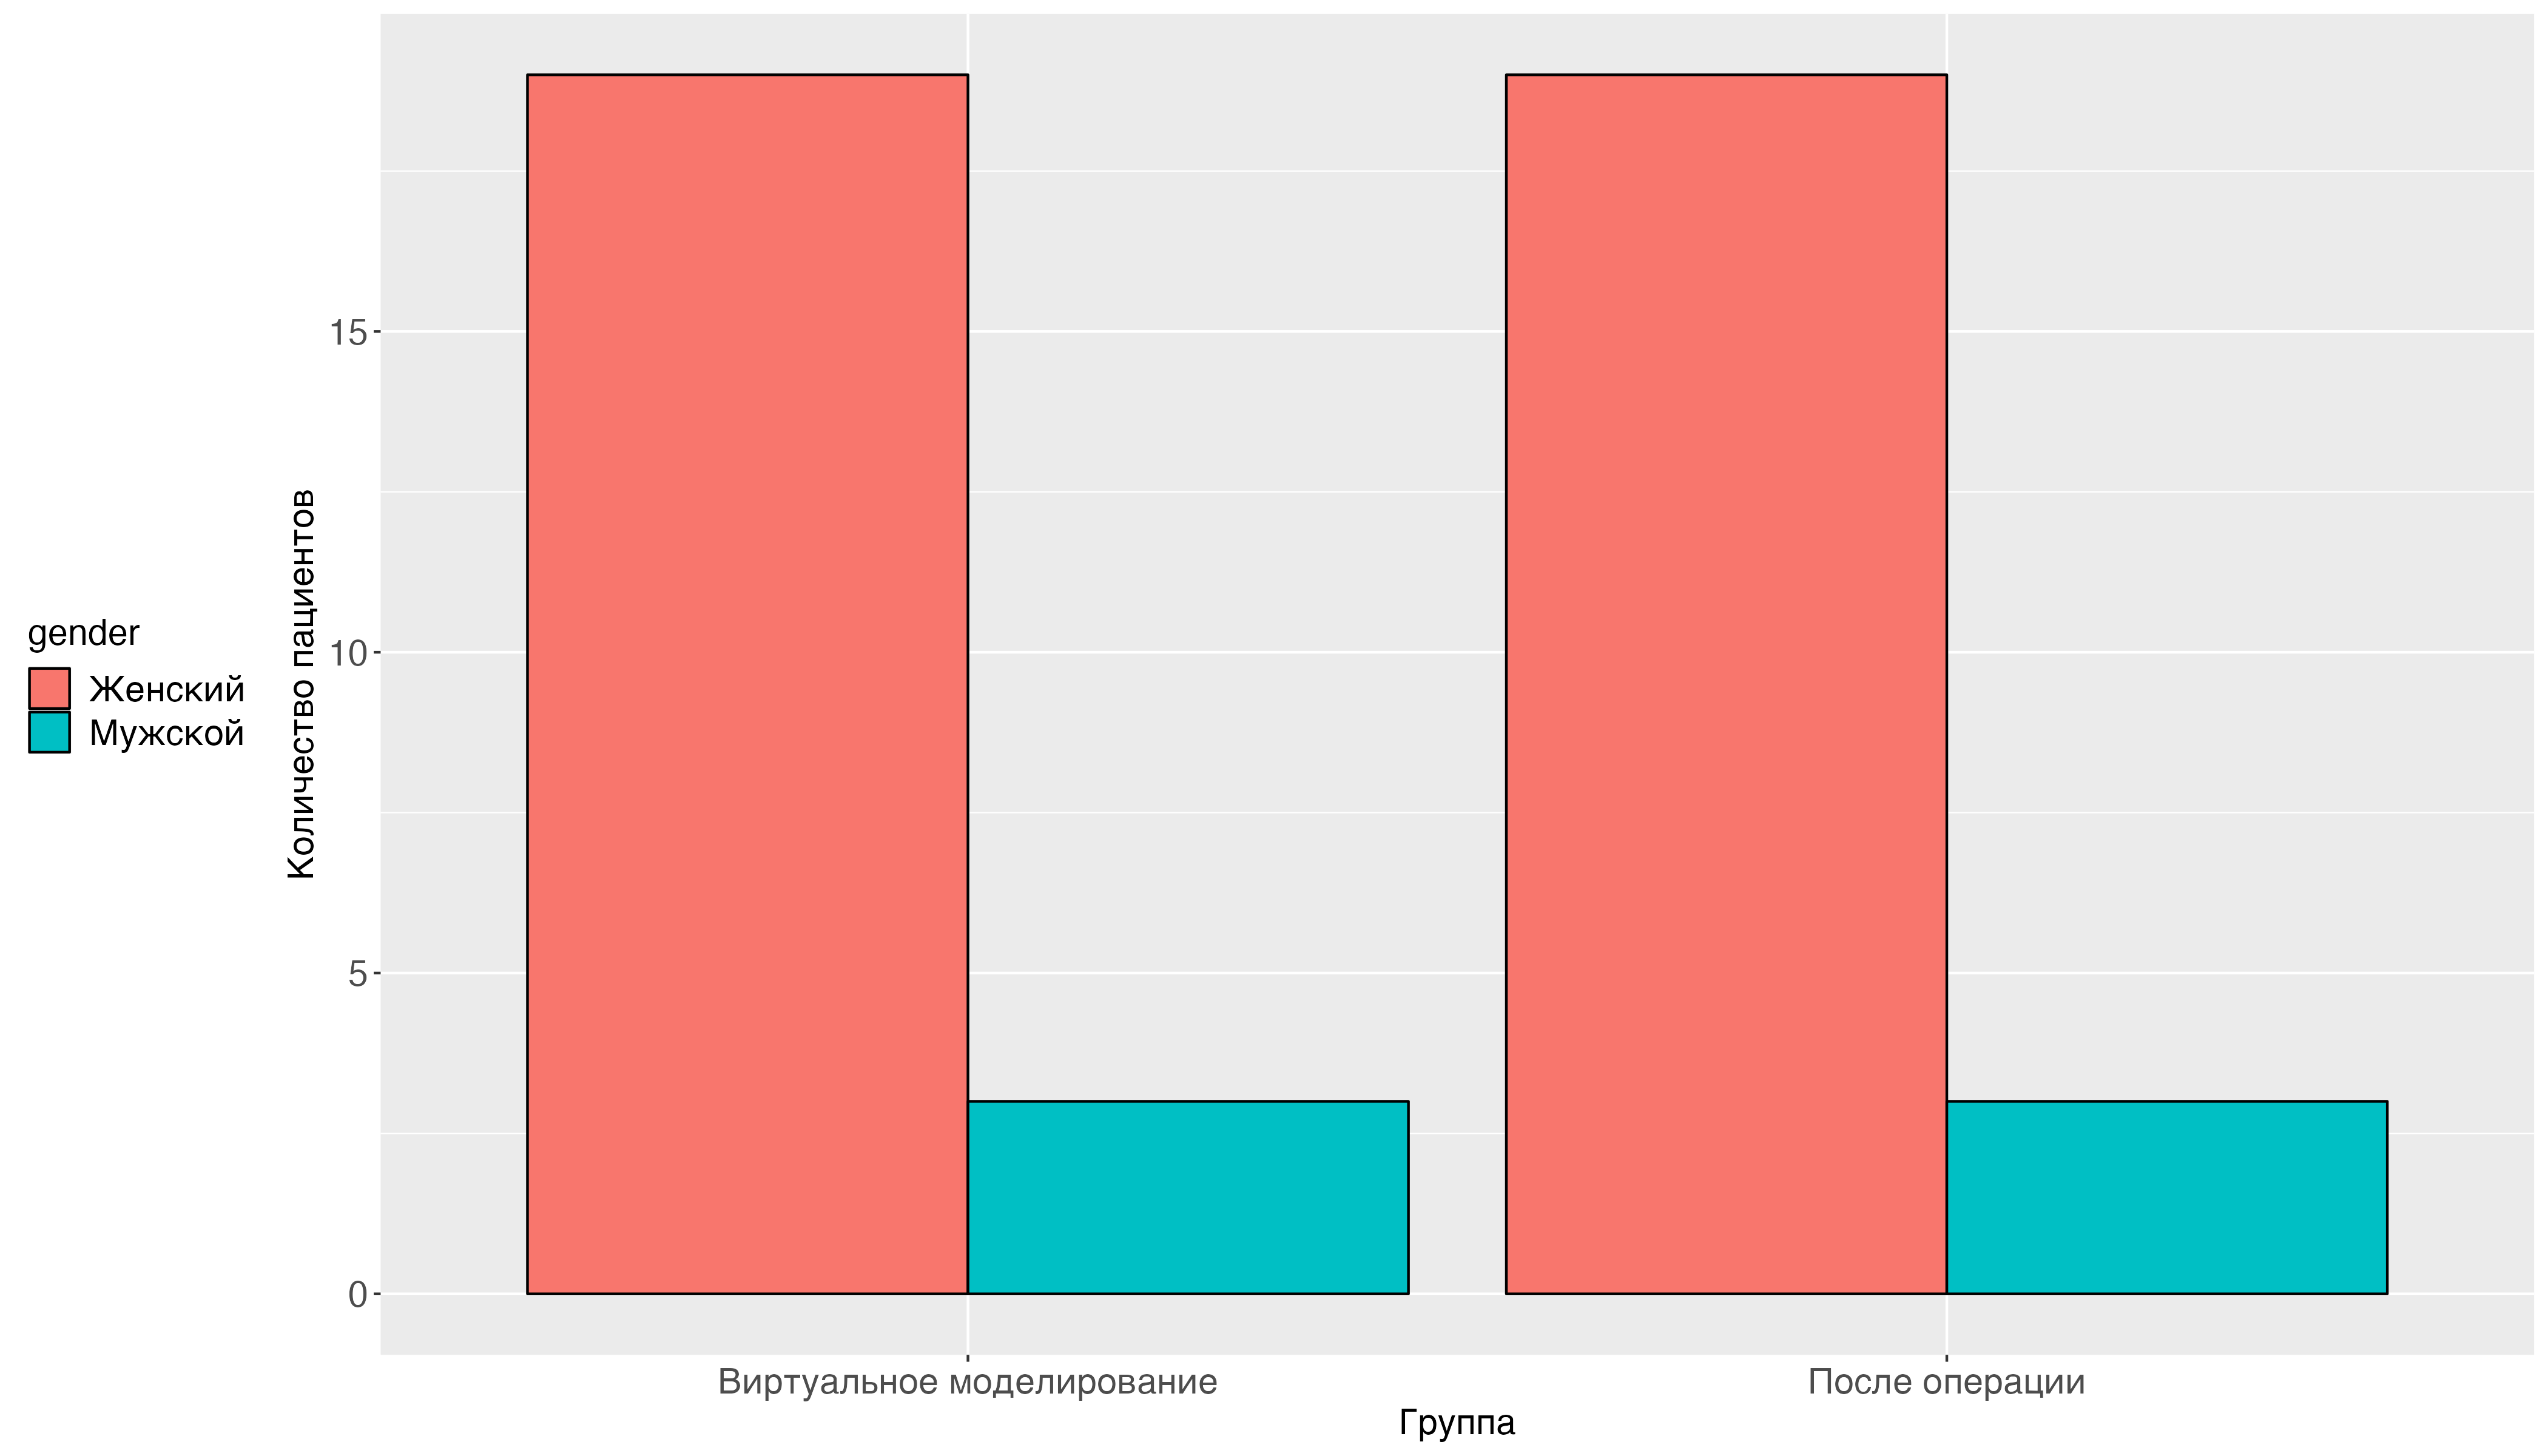 gender
Женский
Мужской
Количество пациентов
15
10
5
0
Виртуальное моделирование
После операции
Группа